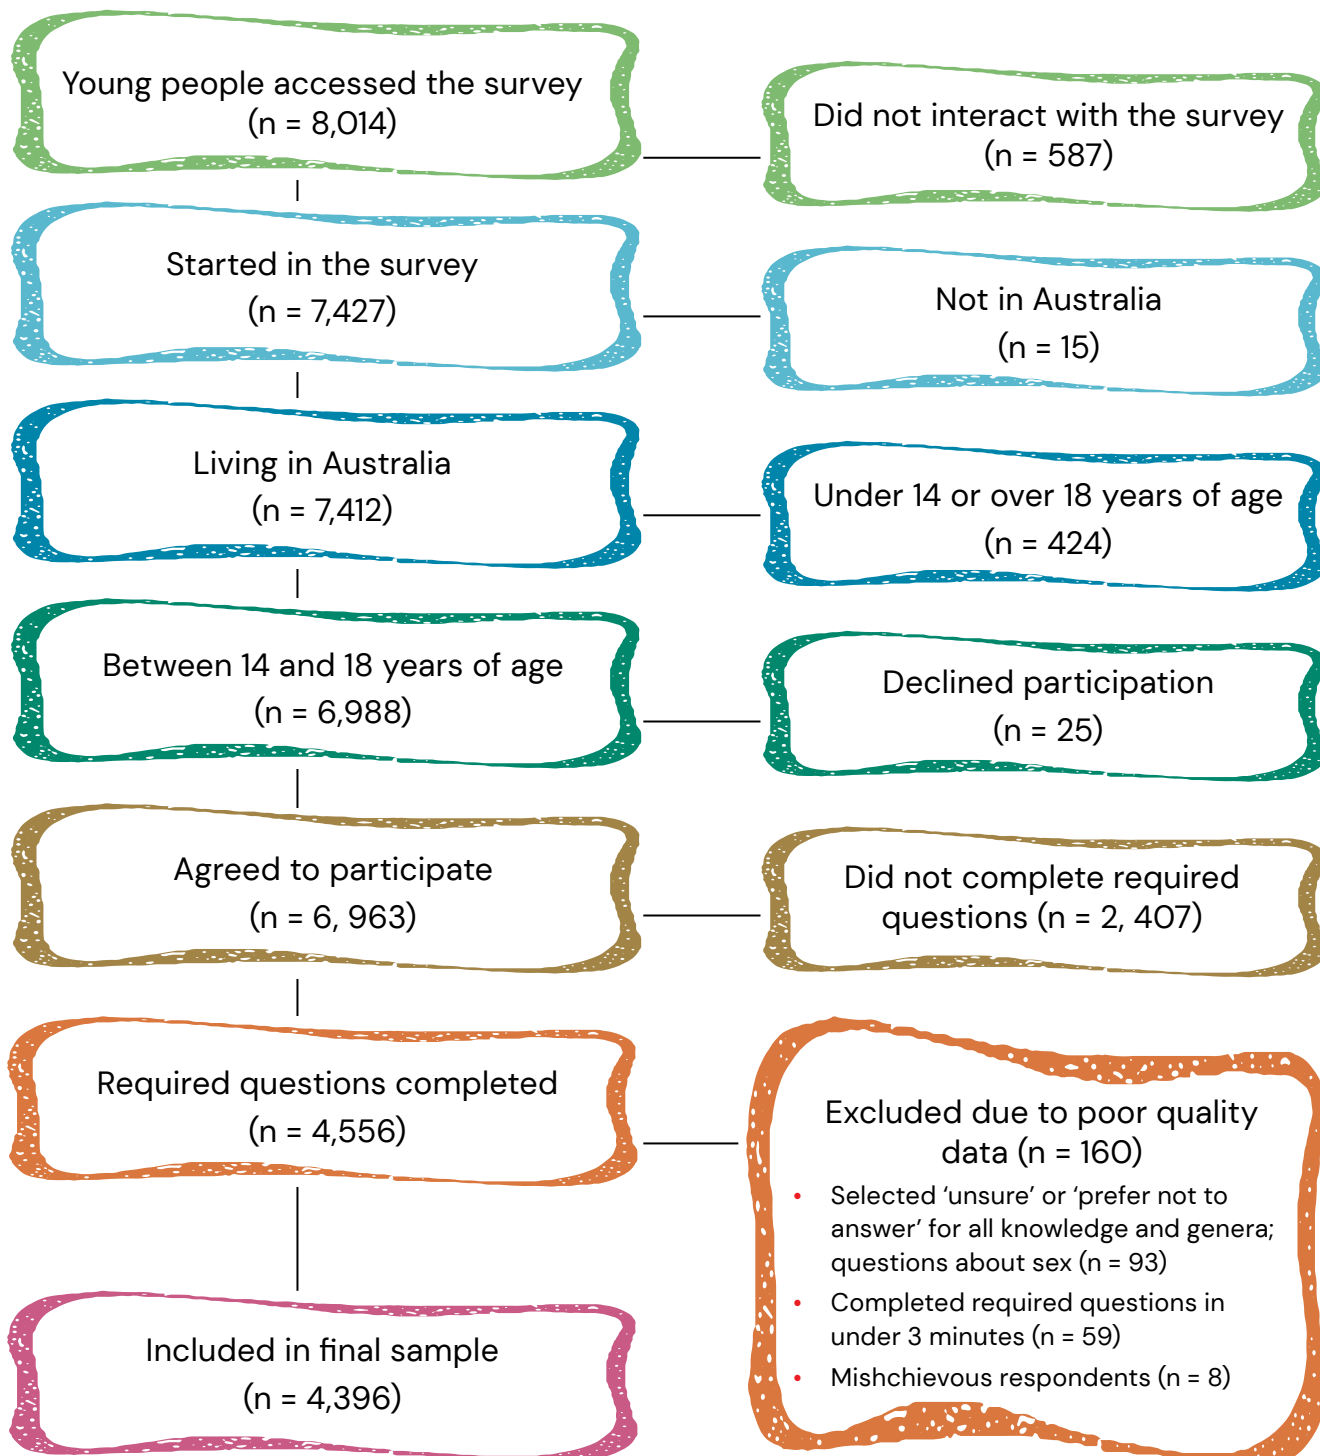 Young people accessed the survey
(n = 8,014)
Did not interact with the survey
(n = 587)
Started in the survey
(n = 7,427)
Not in Australia
(n = 15)
Living in Australia
(n = 7,412)
Under 14 or over 18 years of age
(n = 424)
Between 14 and 18 years of age
(n = 6,988)
Declined participation
(n = 25)
Agreed to participate
(n = 6, 963)
Did not complete required
questions (n = 2, 407)
Required questions completed
(n = 4,556)
Excluded due to poor quality
data (n = 160)
• Selected ‘unsure’ or ‘prefer not to
answer’ for all knowledge and genera;
questions about sex (n = 93)
• Completed required questions in
under 3 minutes (n = 59)
• Mishchievous respondents (n = 8)
Included in final sample
(n = 4,396)